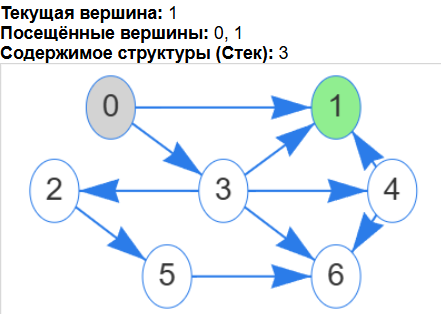 Текущая вершина: 1
Посещённые вершины: 0, 1
Содержимое структуры (Стек): 3
0 1
2 3 4
5 6